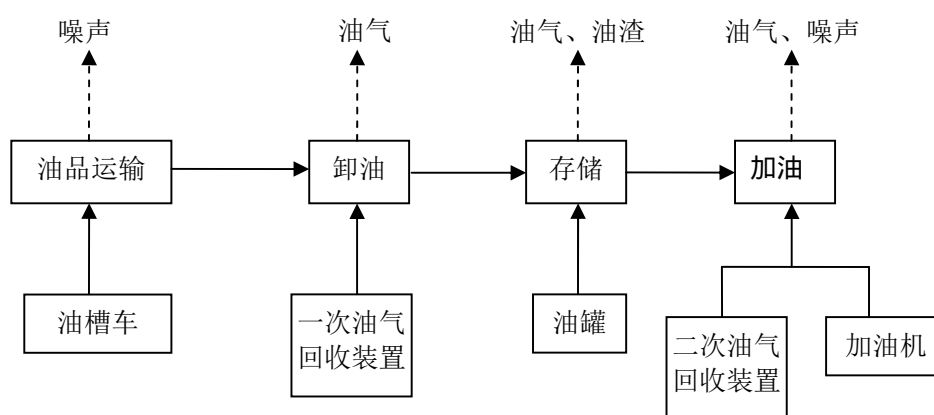 噪声
油气
油气、油渣
油气、噪声
油品运输
卸油
存储
加油
油槽车
一次油气
回收装置
油罐
二次油气
回收装置
加油机